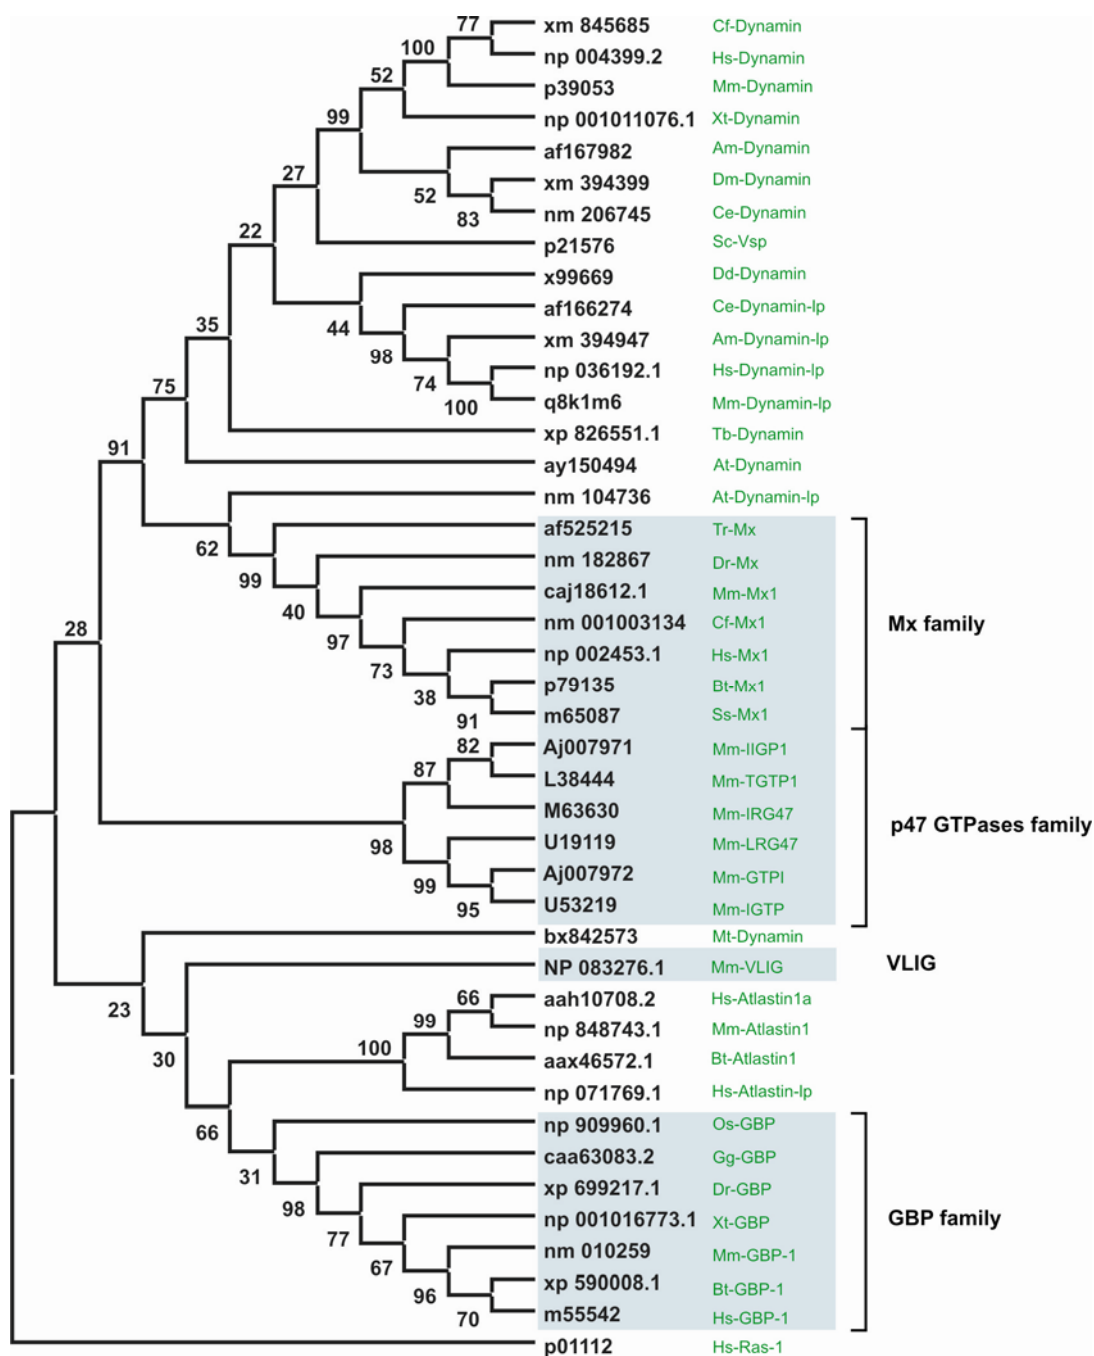 77 xm 845685 Cf-Dynamin
100 np 004399.2 Hs-Dynamin
52 p39053 Mm-Dynamin
99 np 001011076.1 Xt-Dynamin
af167982 Am-Dynamin
27 xm 394399 Dm-Dynamin
52 83 nm 206745 Ce-Dynamin
22 p21576 Sc-Vsp
x99669 Dd-Dynamin
af166274 Ce-Dynamin-lp
35 44 xm 394947 Am-Dynamin-lp
98 np 036192.1 Hs-Dynamin-lp
75 74 100 q8k1m6 Mm-Dynamin-lp
xp 826551.1 Tb-Dynamin
91 ay150494 At-Dynamin
nm 104736 At-Dynamin-lp
af525215 Tr-Mx
62 nm 182867 Dr-Mx
99 caj18612.1 Mm-Mx1
40 nm 001003134 Cf-Mx1 Mx family
28 97 np 002453.1 Hs-Mx1
73 p79135 Bt-Mx1
38 91 m65087 Ss-Mx1
82 Aj007971 Mm-IIGP1
87 L38444 Mm-TGTP1
M63630 Mm-IRG47
p47 GTPases family
98 U19119 Mm-LRG47
99 Aj007972 Mm-GTPI
95 U53219 Mm-IGTP
bx842573 Mt-Dynamin
NP 083276.1 Mm-VLIG VLIG
23 66 aah10708.2 Hs-Atlastin1a
99 np 848743.1 Mm-Atlastin1
30 100 aax46572.1 Bt-Atlastin1
np 071769.1 Hs-Atlastin-lp
66 np 909960.1 Os-GBP
caa63083.2 Gg-GBP
31 xp 699217.1 Dr-GBP
98 np 001016773.1 Xt-GBP GBP family
77 nm 010259 Mm-GBP-1
67 xp 590008.1 Bt-GBP-1
96 70 m55542 Hs-GBP-1
p01112 Hs-Ras-1